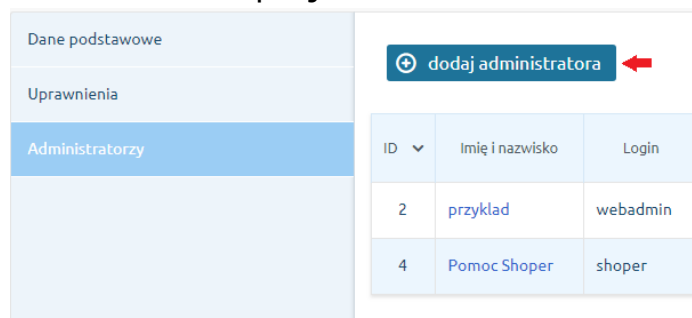 Dane podstawowe
Uprawnienia
Administratorzy
dodaj administratora
ID Imię i nazwisko Login
2 przyklad webadmin
4 Pomoc Shoper shoper